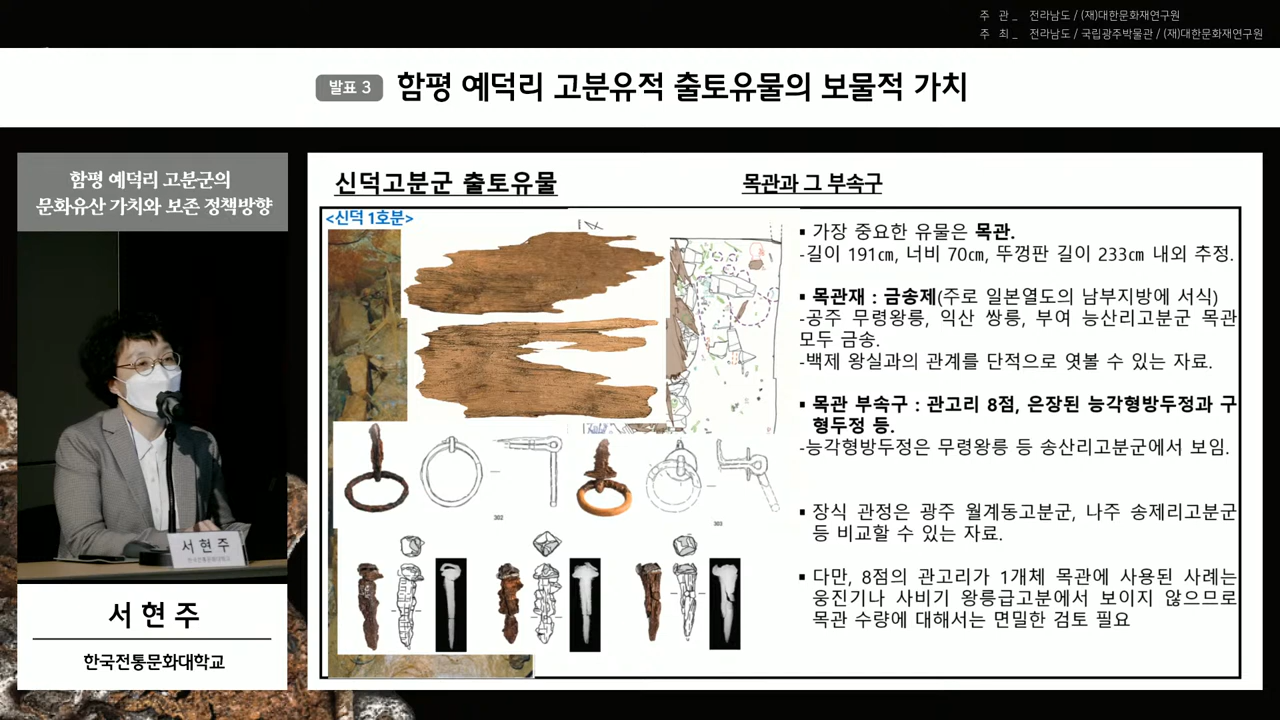 주 관 _ 전라남도 / (재)대한문화재연구원
주 최 _ 전라남도 / 국립광주박물관 / (재)대한문화재연구원
발표 3 함평 예덕리 고분유적 출토유물의 보물적 가치
함평 예덕리 고분군의
문화유산 가치와 보존 정책방향
서현주
한국전통문화대학교
서 현 주
한국전통문화대학교
신덕고분군 출토유물
목관과 그 부속구
<신덕 1호분>
302
303
▪ 가장 중요한 유물은 목관.
-길이 191㎝, 너비 70㎝, 뚜껑판 길이 233㎝ 내외 추정.
▪ 목관재 : 금송제(주로 일본열도의 남부지방에 서식)
-공주 무령왕릉, 익산 쌍릉, 부여 능산리고분군 목관
모두 금송.
-백제 왕실과의 관계를 단적으로 엿볼 수 있는 자료.
▪ 목관 부속구 : 관고리 8점, 은장된 능각형방두정과 구
형두정 등.
-능각형방두정은 무령왕릉 등 송산리고분군에서 보임.
▪ 장식 관정은 광주 월계동고분군, 나주 송제리고분군
등 비교할 수 있는 자료.
▪ 다만, 8점의 관고리가 1개체 목관에 사용된 사례는
웅진기나 사비기 왕릉급고분에서 보이지 않으므로
목관 수량에 대해서는 면밀한 검토 필요